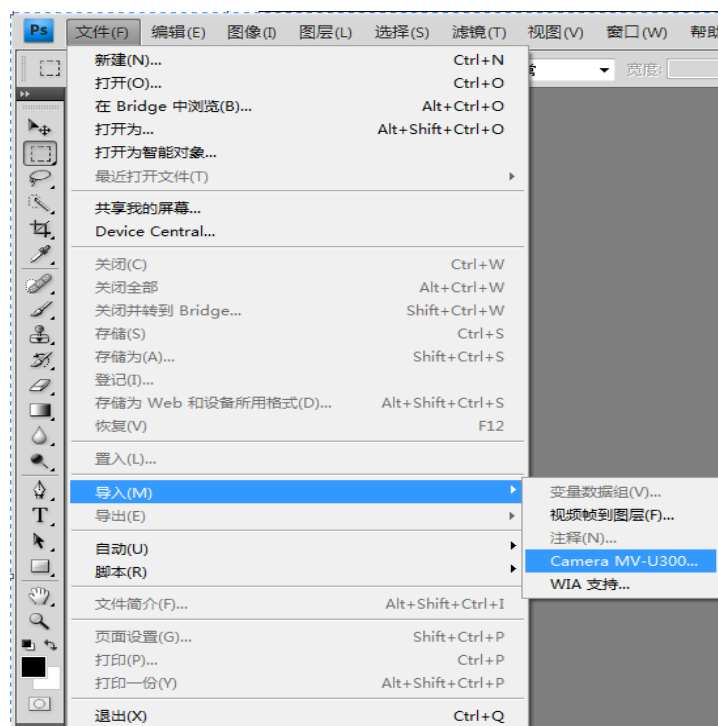 Ps 文件(F) 编辑(E) 图像(I) 图层(L) 选择(S) 滤镜(T) 视图(V) 窗口(W) 帮助
宽度:
新建(N)... Ctrl+N
打开(O)... Ctrl+O
在 Bridge 中浏览(B)... Alt+Ctrl+O
打开为... Alt+Shift+Ctrl+O
打开为智能对象...
最近打开文件(T)
共享我的屏幕...
Device Central...
关闭(C) Ctrl+W
关闭全部 Alt+Ctrl+W
关闭并转到 Bridge... Shift+Ctrl+W
存储(S) Ctrl+S
存储为(A)... Shift+Ctrl+S
登记(I)...
存储为 Web 和设备所用格式(D)... Alt+Shift+Ctrl+S
恢复(V) F12
置入(L)...
导入(M)
变量数据组(V)...
导出(E)
视频帧到图层(F)...
注释(N)...
自动(U)
Camera MV-U300...
脚本(R)
WIA 支持...
文件简介(F)... Alt+Shift+Ctrl+I
页面设置(G)... Shift+Ctrl+P
打印(P)... Ctrl+P
打印一份(Y) Alt+Shift+Ctrl+P
退出(X) Ctrl+Q